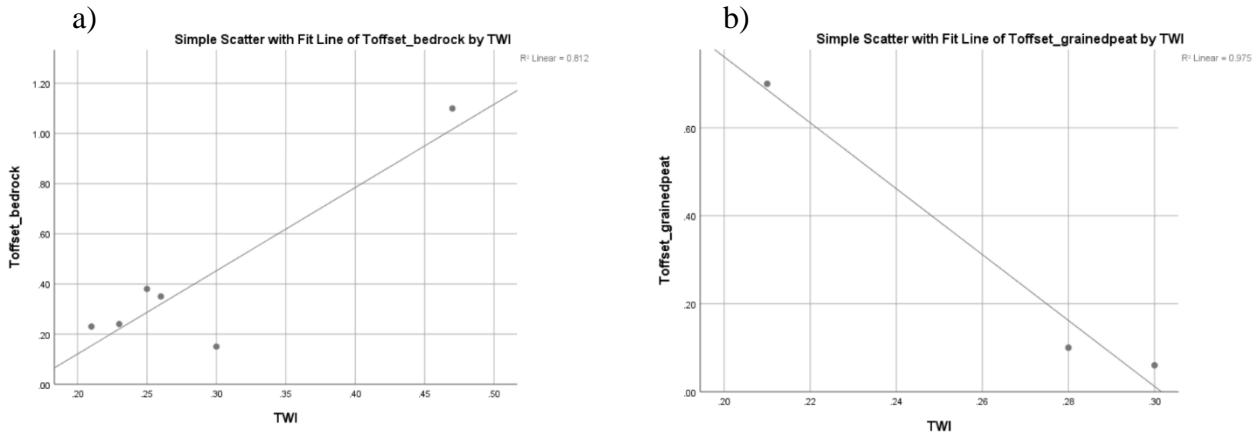 a)
Simple Scatter with Fit Line of Toffset_bedrock by TWI
R² Linear = 0.812
1.20
1.00
.80
.60
.40
.20
.00
Toffset_bedrock
.20 .25 .30 .35 .40 .45 .50
TWI
b)
Simple Scatter with Fit Line of Toffset_grainedpeat by TWI
R² Linear = 0.975
.60
.40
.20
.00
Toffset_grainedpeat
.20 .22 .24 .26 .28 .30
TWI